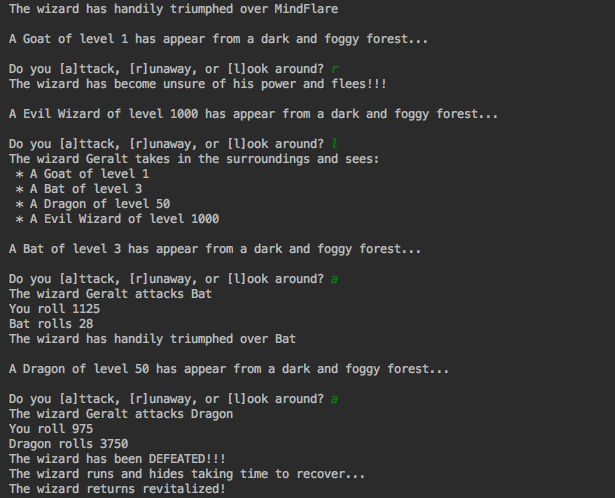 The wizard has handily triumphed over MindFlare
A Goat of level 1 has appear from a dark and foggy forest...
Do you [a]ttack, [r]unaway, or [l]ook around? r
The wizard has become unsure of his power and flees!!!
A Evil Wizard of level 1000 has appear from a dark and foggy forest...
Do you [a]ttack, [r]unaway, or [l]ook around? l
The wizard Geralt takes in the surroundings and sees:
* A Goat of level 1
* A Bat of level 3
* A Dragon of level 50
* A Evil Wizard of level 1000
A Bat of level 3 has appear from a dark and foggy forest...
Do you [a]ttack, [r]unaway, or [l]ook around? a
The wizard Geralt attacks Bat
You roll 1125
Bat rolls 28
The wizard has handily triumphed over Bat
A Dragon of level 50 has appear from a dark and foggy forest...
Do you [a]ttack, [r]unaway, or [l]ook around? a
The wizard Geralt attacks Dragon
You roll 975
Dragon rolls 3750
The wizard has been DEFEATED!!!
The wizard runs and hides taking time to recover...
The wizard returns revitalized!